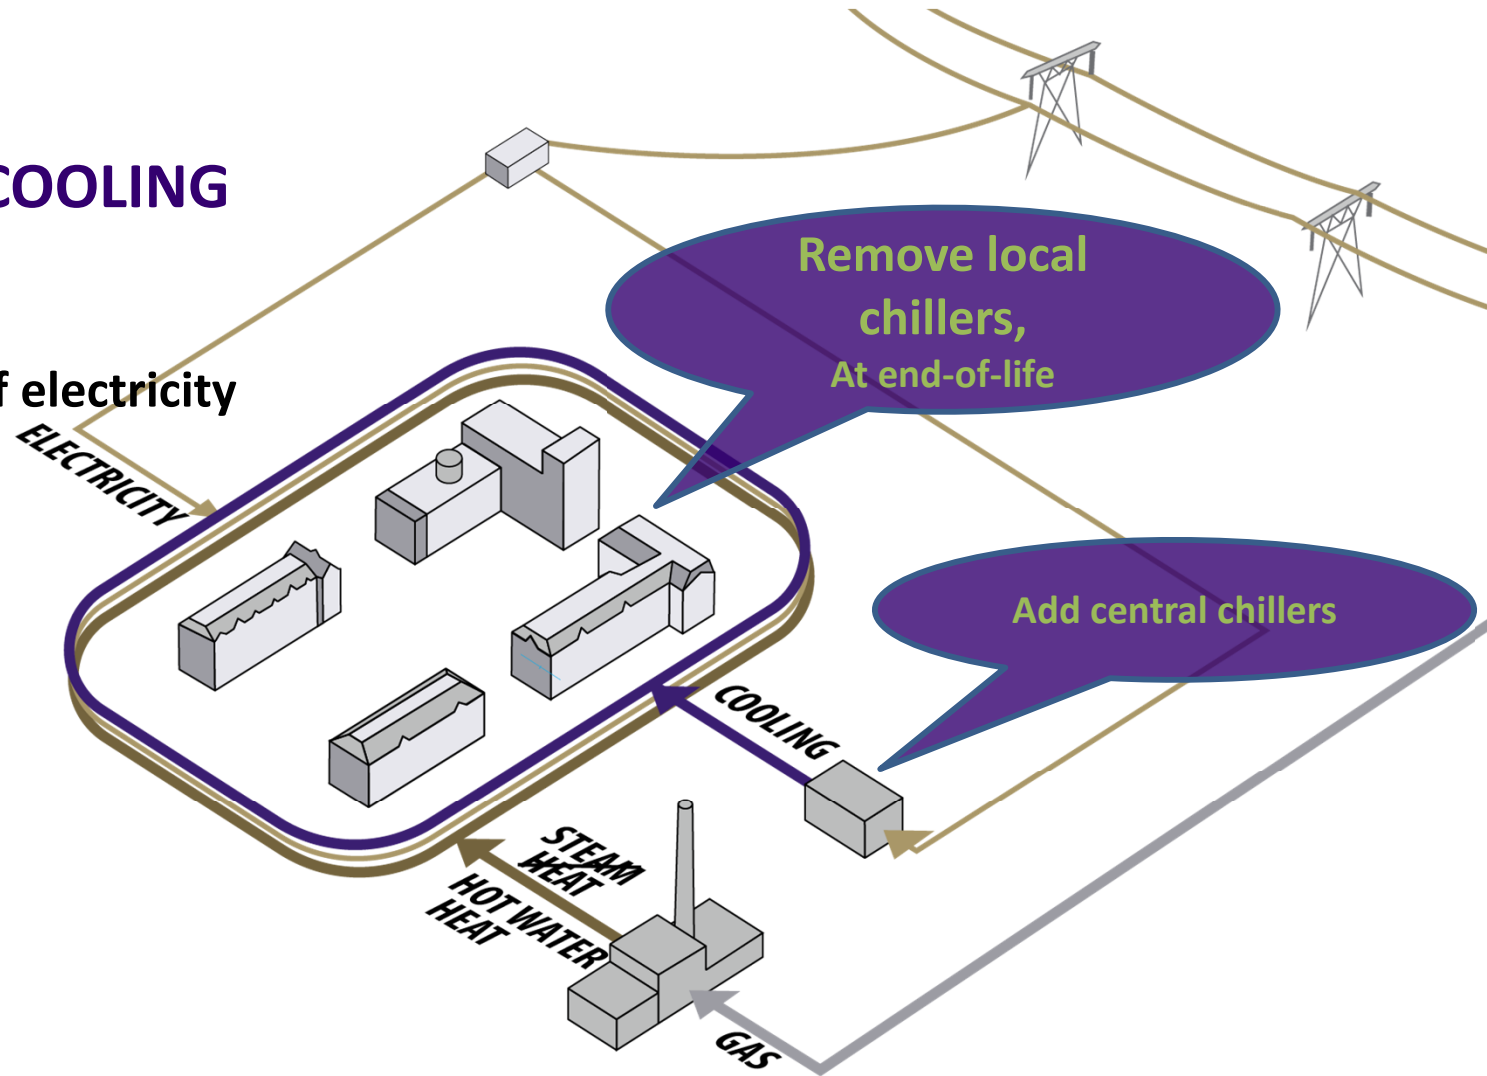 COOLING
Remove local
chillers,
At end-of-life
f electricity
ELECTRICITY
Add central chillers
COOLING
STEAM
HEAT
HOT WATER
HEAT
GAS